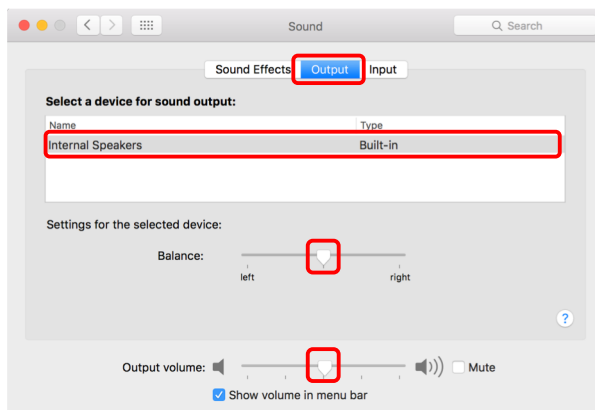 Sound
Search
Sound Effects Output Input
Select a device for sound output:
Name Type
Internal Speakers Built-in
Settings for the selected device:
Balance:
left right
?
Output volume: Mute
Show volume in menu bar